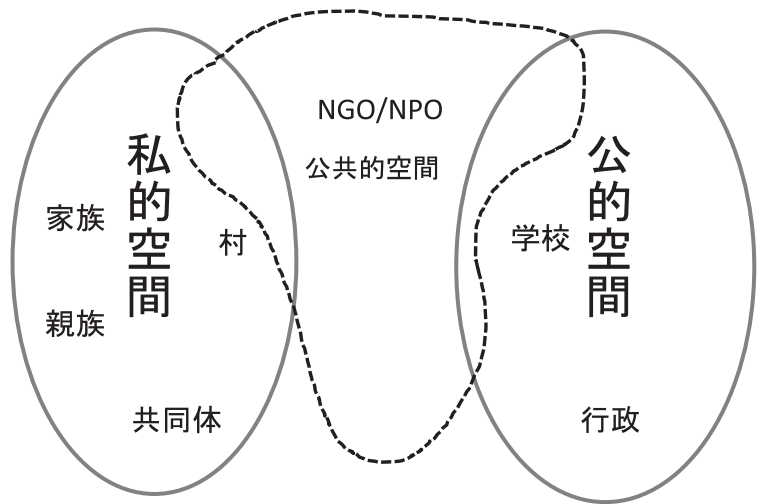 NGO/NPO
公共的空間
私的空間
家族
村
親族
共同体
公的空間
学校
行政